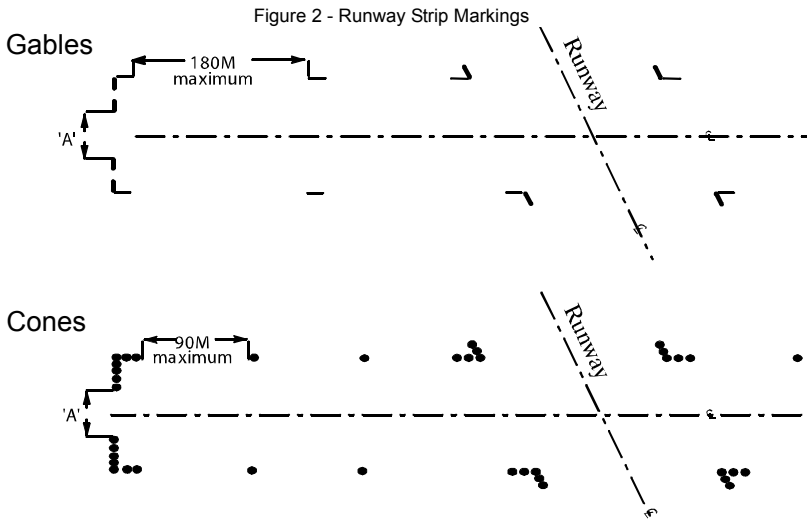 Figure 2 - Runway Strip Markings
Gables
180M
maximum
Runway
'A'
℄
℄
Cones
90M
maximum
Runway
'A'
℄
℄